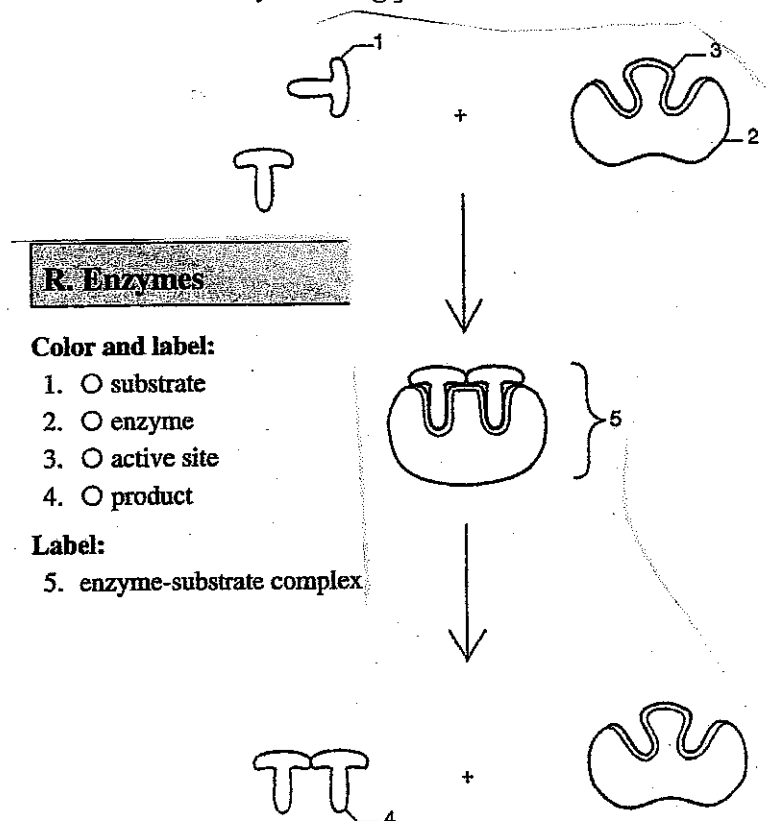 1
3
+
2
R. Enzymes
Color and label:
1. O substrate
2. O enzyme
3. O active site
4. O product
5
Label:
5. enzyme-substrate complex
+
4